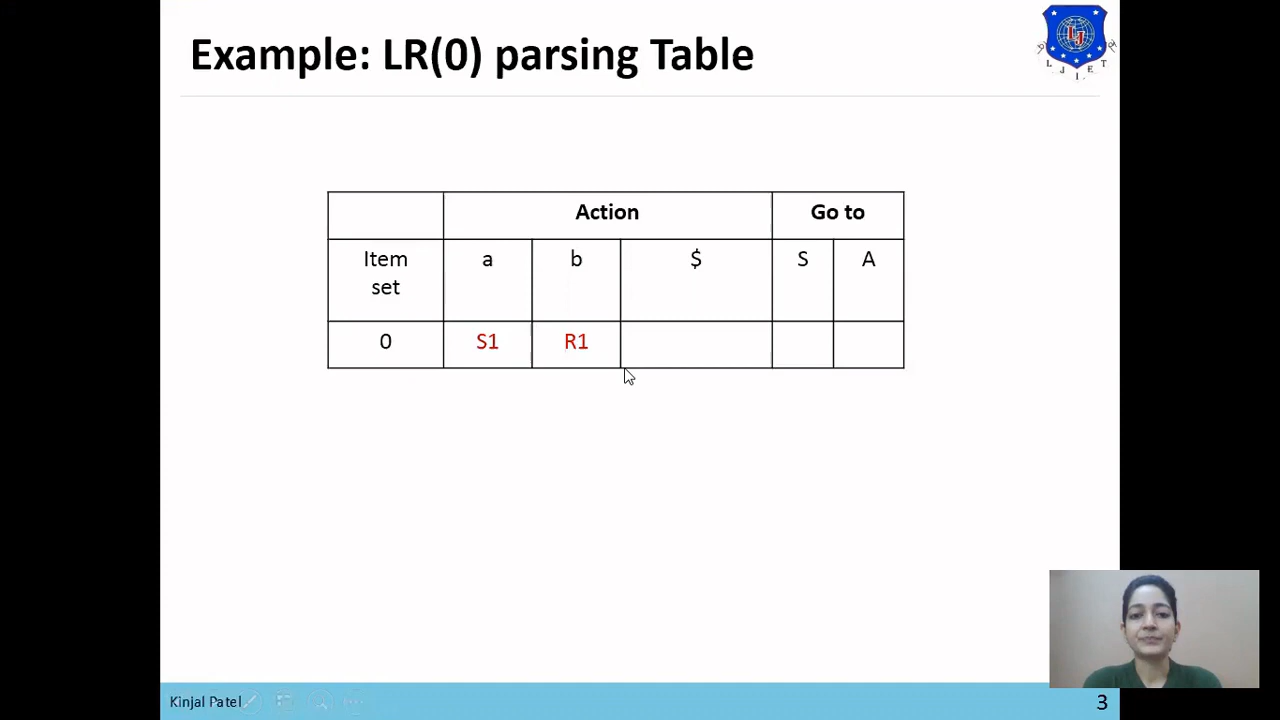 Example: LR(0) parsing Table
L J I E T
Action Go to
Item set a b $ S A
0 S1 R1
Kinjal Patel 3